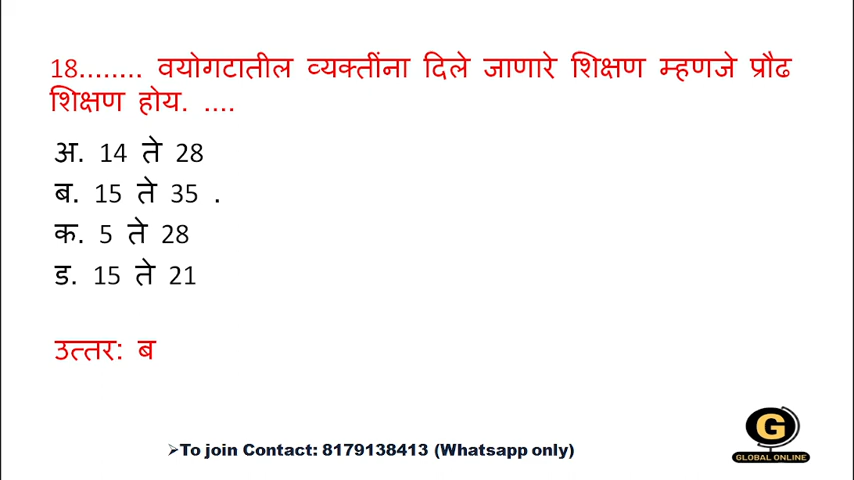 18........ वयोगटातील व्यक्तींना दिले जाणारे शिक्षण म्हणजे प्रौढ
शिक्षण होय. ....
अ. 14 ते 28
ब. 15 ते 35 .
क. 5 ते 28
ड. 15 ते 21
उत्तर: ब
➢To join Contact: 8179138413 (Whatsapp only)
G
GLOBAL ONLINE